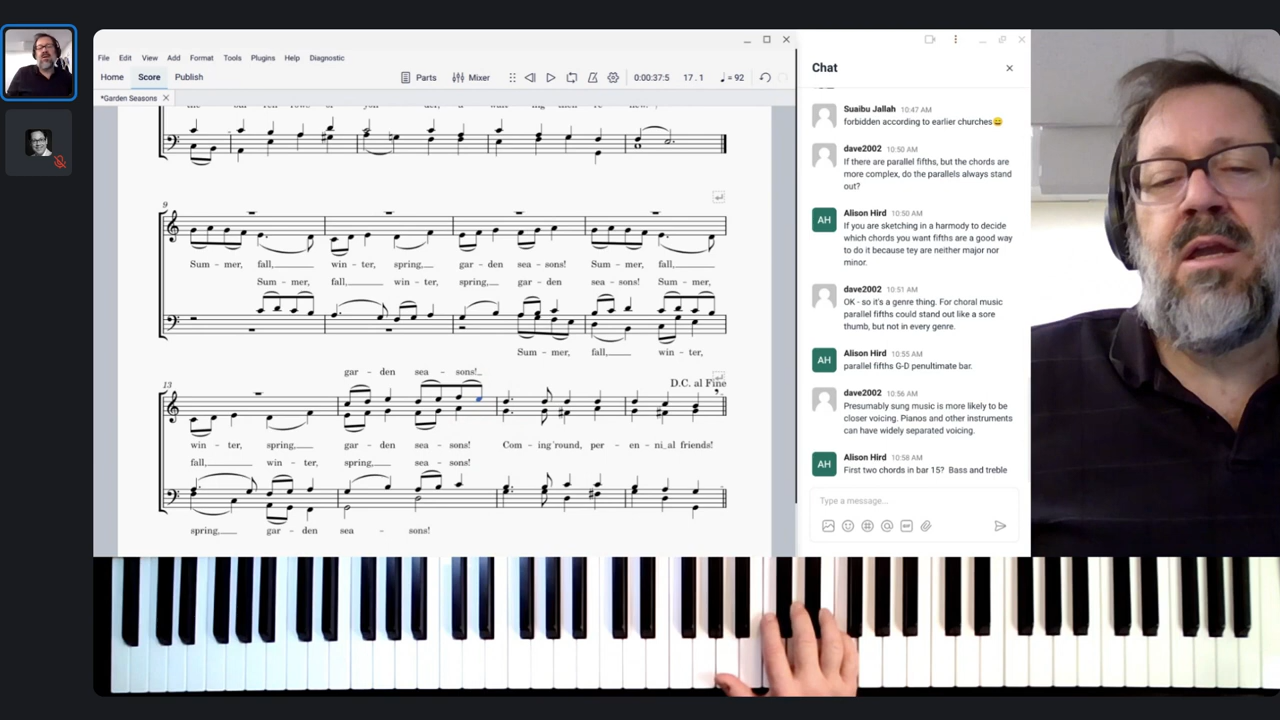 File Edit View Add Format Tools Plugins Help Diagnostic
Home Score Publish
Parts Mixer 0:00:37:5 17 . 1 = 92
*Garden Seasons
9
Sum – mer, fall, win – ter, spring, gar – den sea – sons! Sum – mer, fall,
Sum – mer, fall, win – ter, spring, gar – den sea – sons! Sum – mer,
Sum – mer, fall, win – ter,
gar – den sea – sons!
13
D.C. al Fine
win – ter, spring, gar – den sea – sons! Com – ing 'round, per – en – ni al friends!
fall, win – ter, spring, sea – sons!
spring, gar – den sea – sons!
Chat
Suaibu Jallah 10:47 AM
forbidden according to earlier churches😄
dave2002 10:50 AM
If there are parallel fifths, but the chords are
more complex, do the parallels always stand
out?
AH
Alison Hird 10:50 AM
If you are sketching in a harmody to decide
which chords you want fifths are a good way
to do it because tey are neither major nor
minor.
dave2002 10:51 AM
OK - so it's a genre thing. For choral music
parallel fifths could stand out like a sore
thumb, but not in every genre.
AH
Alison Hird 10:55 AM
parallel fifths G-D penultimate bar.
dave2002 10:56 AM
Presumably sung music is more likely to be
closer voicing. Pianos and other instruments
can have widely separated voicing.
AH
Alison Hird 10:58 AM
First two chords in bar 15? Bass and treble
Type a message...
GIF